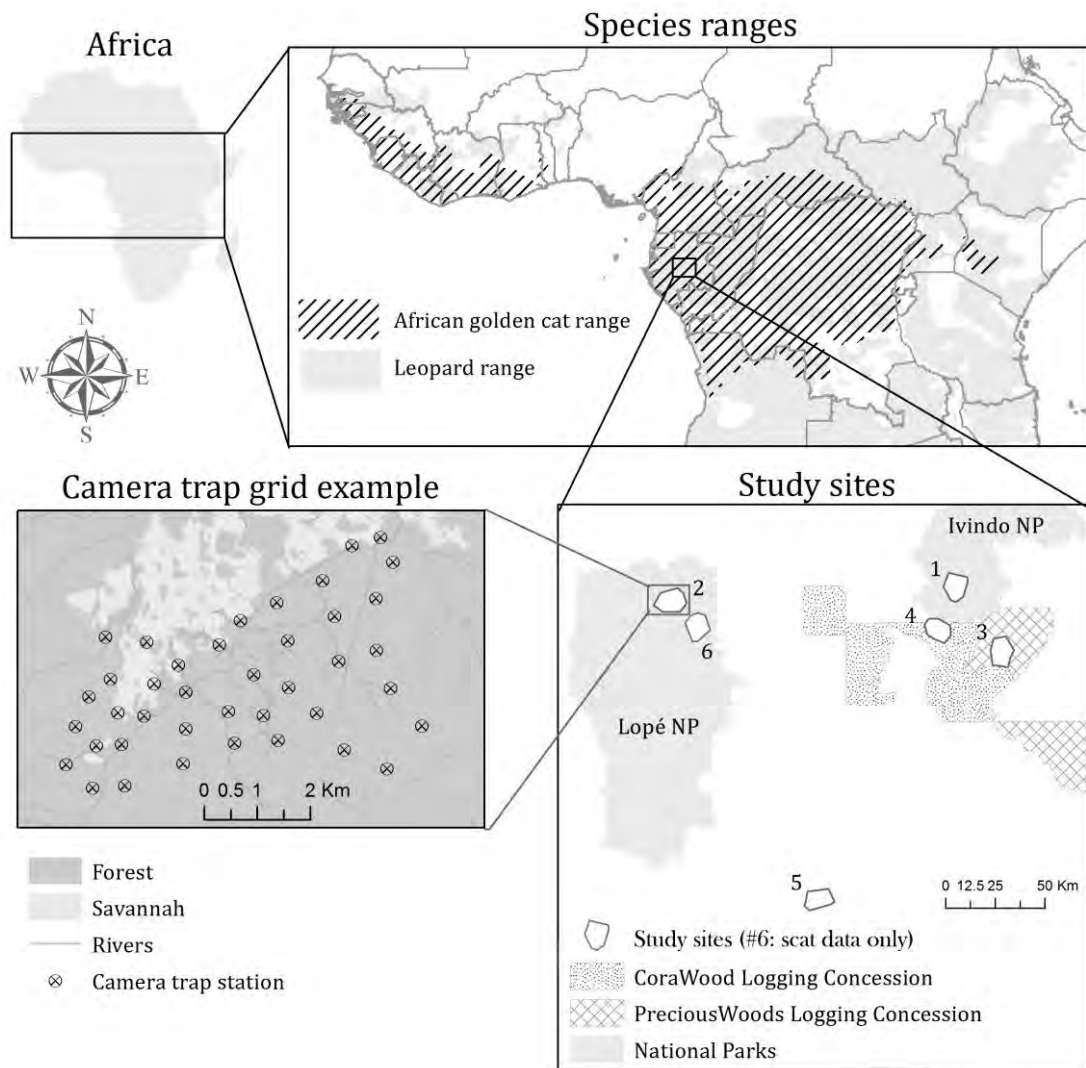 Africa
Species ranges
African golden cat range
Leopard range
N
W E
S
Camera trap grid example
0 0.5 1 2 Km
Forest
Savannah
Rivers
Camera trap station
Study sites
Ivindo NP
1
2
4
3
6
Lopé NP
5
0 12.5 25 50 Km
Study sites (#6: scat data only)
CoraWood Logging Concession
PreciousWoods Logging Concession
National Parks